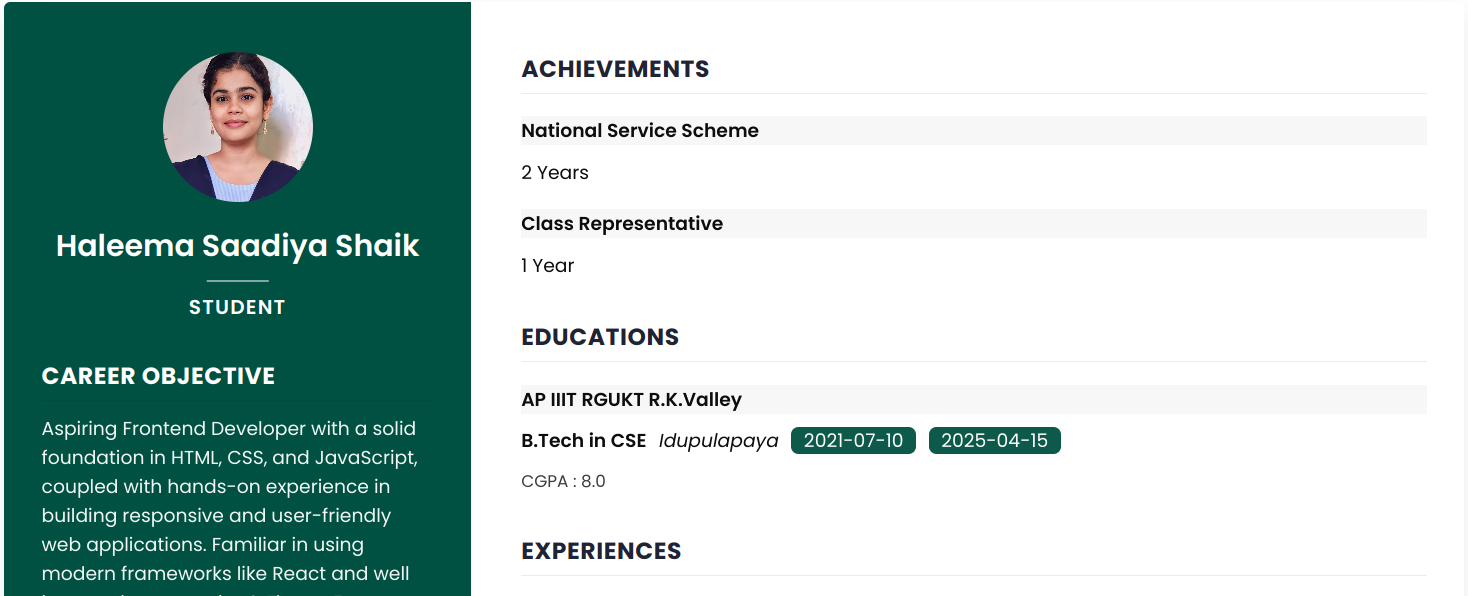 Haleema Saadiya Shaik
STUDENT
CAREER OBJECTIVE
Aspiring Frontend Developer with a solid
foundation in HTML, CSS, and JavaScript,
coupled with hands-on experience in
building responsive and user-friendly
web applications. Familiar in using
modern frameworks like React and well
ACHIEVEMENTS
National Service Scheme
2 Years
Class Representative
1 Year
EDUCATIONS
AP IIIT RGUKT R.K.Valley
B.Tech in CSE Idupulapaya 2021-07-10 2025-04-15
CGPA : 8.0
EXPERIENCES